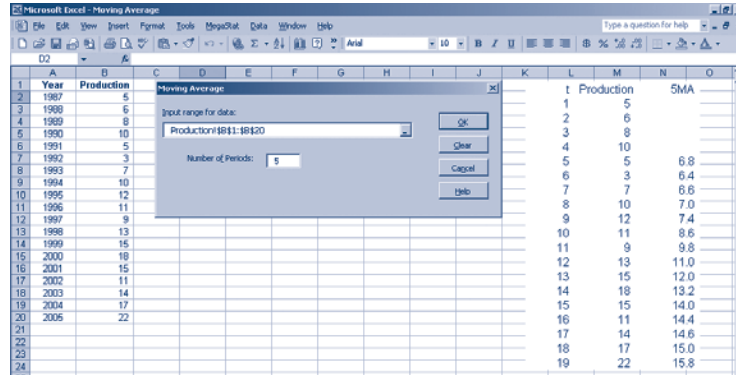 Microsoft Excel - Moving Average
File Edit View Insert Format Tools MegaStat Data Window Help Type a question for help
Arial 10 B I U
D2 fx
A B C D E F G H I J K L M N O
1 Year Production t Production 5MA
2 1987 5 1 5
3 1988 6 2 6
4 1989 8 3 8
5 1990 10 4 10
6 1991 5 5 5 6.8
7 1992 3 6 3 6.4
8 1993 7 7 7 6.6
9 1994 10 8 10 7.0
10 1995 12 9 12 7.4
11 1996 11 10 11 8.6
12 1997 9 11 9 9.8
13 1998 13 12 13 11.0
14 1999 15 13 15 12.0
15 2000 18 14 18 13.2
16 2001 15 15 15 14.0
17 2002 11 16 11 14.4
18 2003 14 17 14 14.6
19 2004 17 18 17 15.0
20 2005 22 19 22 15.8
21
22
23
24
Moving Average
Input range for data:
Production!$B$1:$B$20
Number of Periods: 5
OK
Clear
Cancel
Help